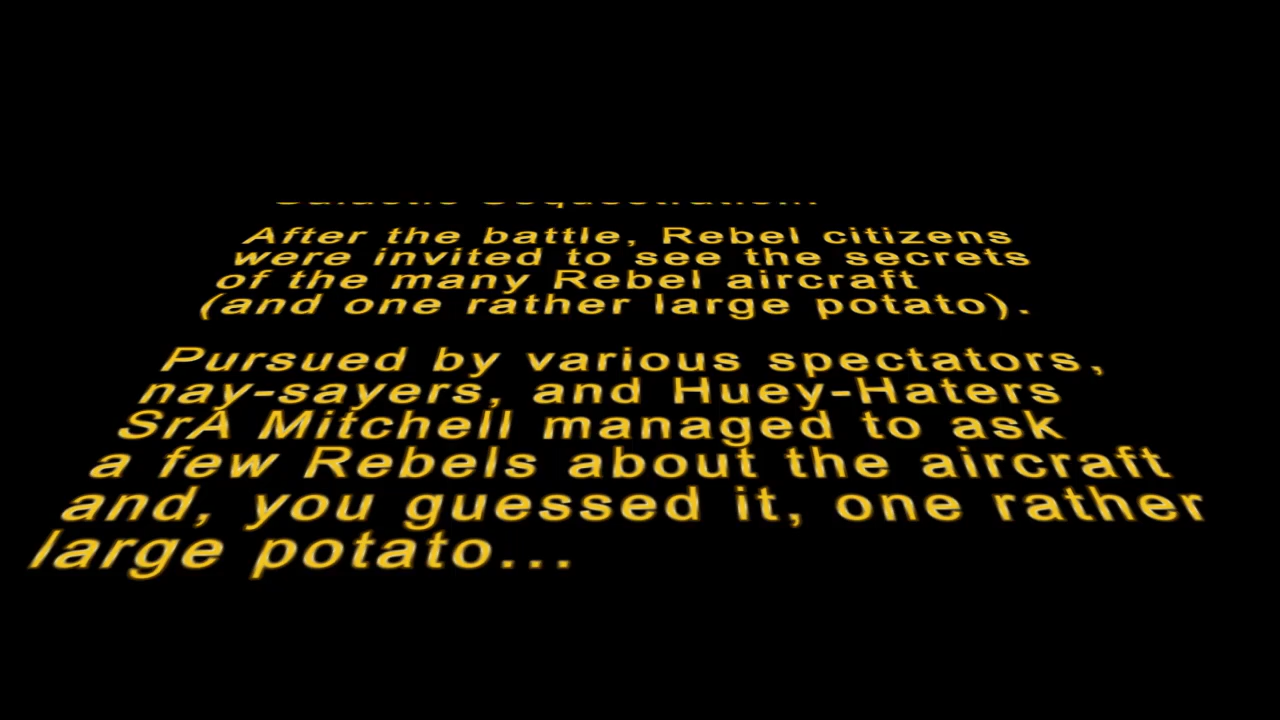 Galactic Sequestration.
After the battle, Rebel citizens
were invited to see the secrets
of the many Rebel aircraft
(and one rather large potato).
Pursued by various spectators,
nay-sayers, and Huey-Haters
SrA Mitchell managed to ask
a few Rebels about the aircraft
and, you guessed it, one rather
large potato...